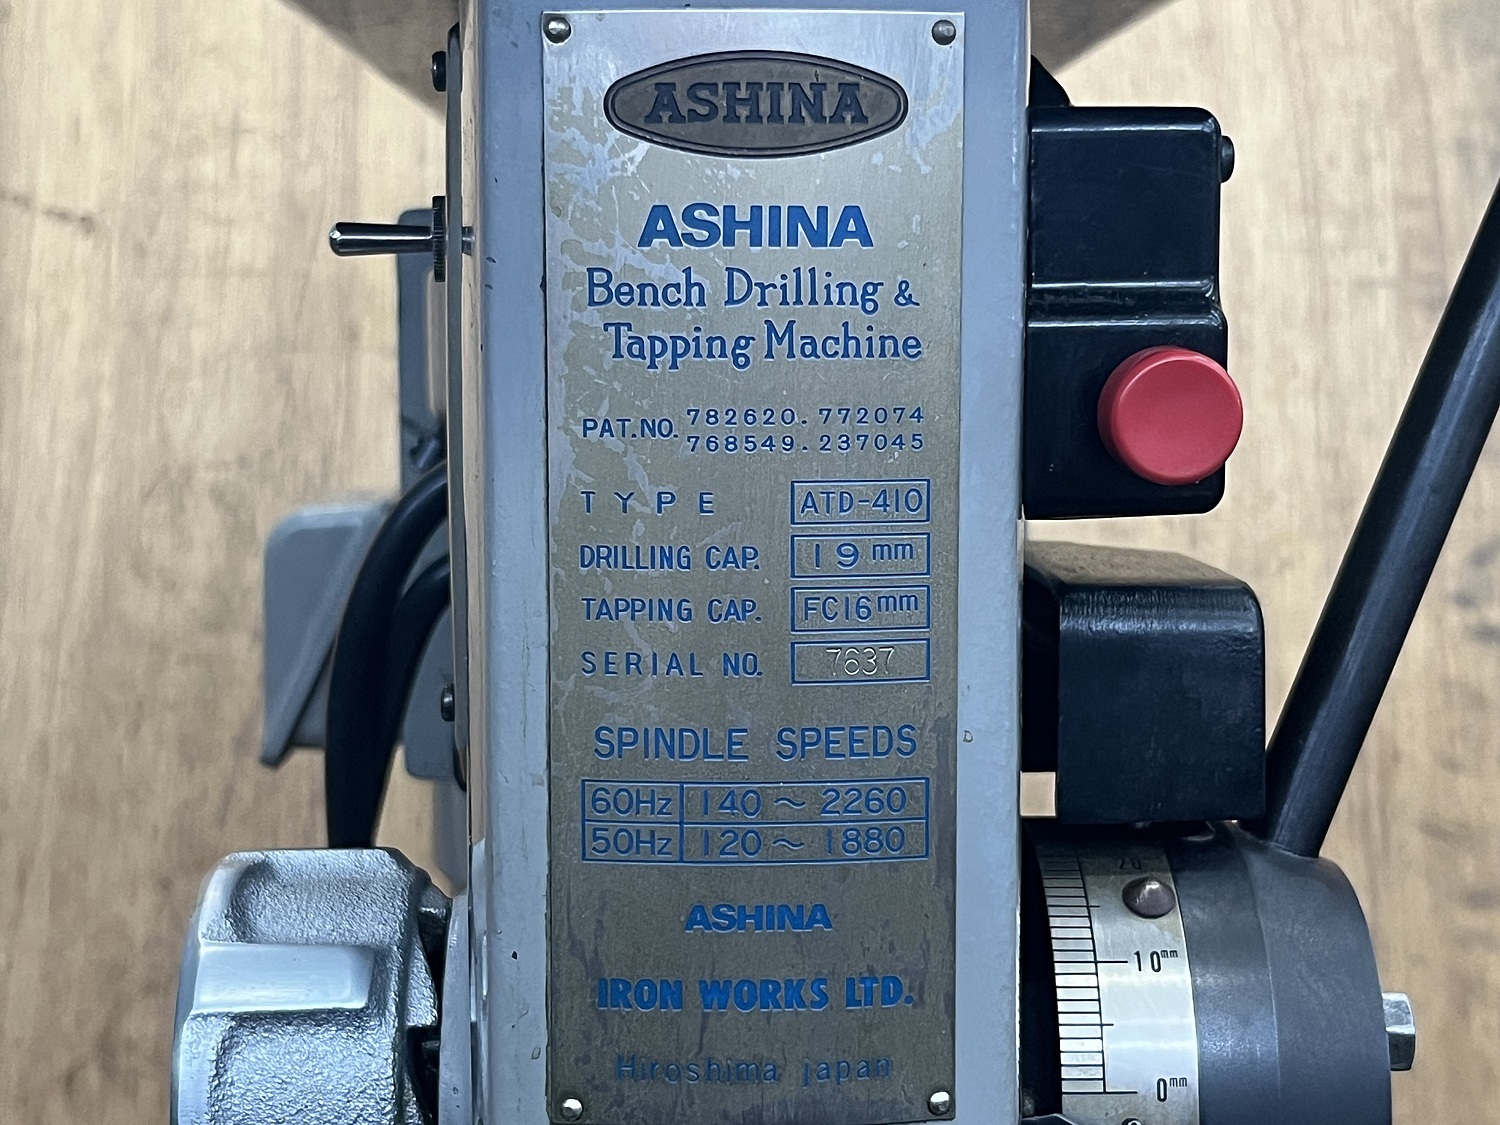 ASHINA
ASHINA
Bench Drilling &
Tapping Machine
PAT.NO. 782620. 772074
768549. 237045
TYPE ATD-410
DRILLING CAP. 19mm
TAPPING CAP. FC16mm
SERIAL NO. 7637
SPINDLE SPEEDS
60Hz 140 ~ 2260
50Hz 120 ~ 1880
ASHINA
IRON WORKS LTD.
Hiroshima japan
20
10mm
0mm